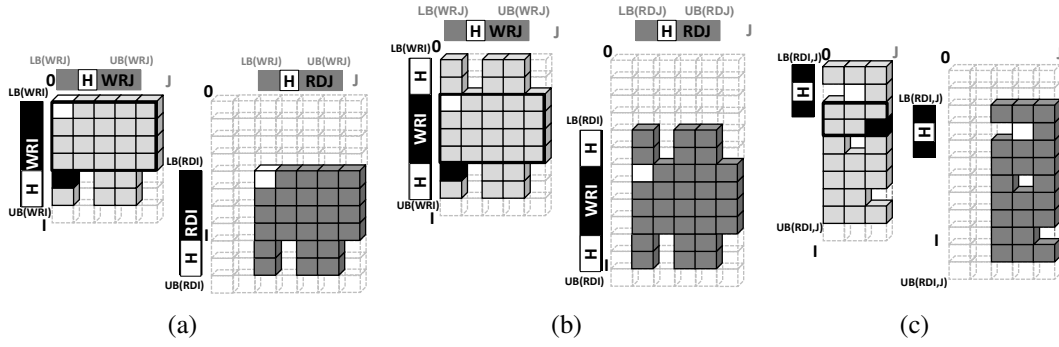 LB(WRJ) UB(WRJ)
H WRJ J
0
LB(WRI)
WRI
H
UB(WRI)
I
LB(WRJ) UB(WRJ)
H RDJ J
0
LB(RDI)
RDI
I
H
UB(RDI)
(a)
LB(WRJ) UB(WRJ)
H WRJ J
0
LB(WRI)
H
WRI
H
UB(WRI)
I
LB(RDJ) UB(RDJ)
H RDJ J
0
LB(RDI)
H
WRI
H
I
UB(RDI)
(b)
0 J
LB(RDI,J)
H
UB(RDI,J)
I
0 J
LB(RDI,J)
H
I
UB(RDI,J)
(c)